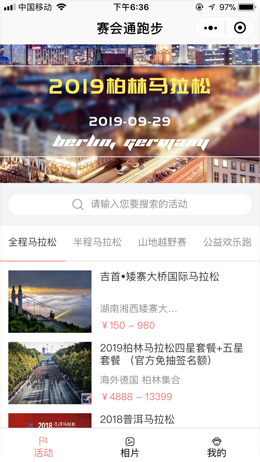 中国移动 下午6:36 97%
赛会通跑步
2019柏林马拉松
2019-09-29
berlin, germany
请输入您要搜索的活动
全程马拉松 半程马拉松 山地越野赛 公益欢乐跑
吉首•矮寨大桥国际马拉松
湖南湘西矮寨大...
¥150 - 980
2019柏林马拉松四星套餐+五星
套餐 （官方免抽签名额）
海外德国 柏林集合
¥4888 - 13399
2018普洱马拉松
活动 相片 我的